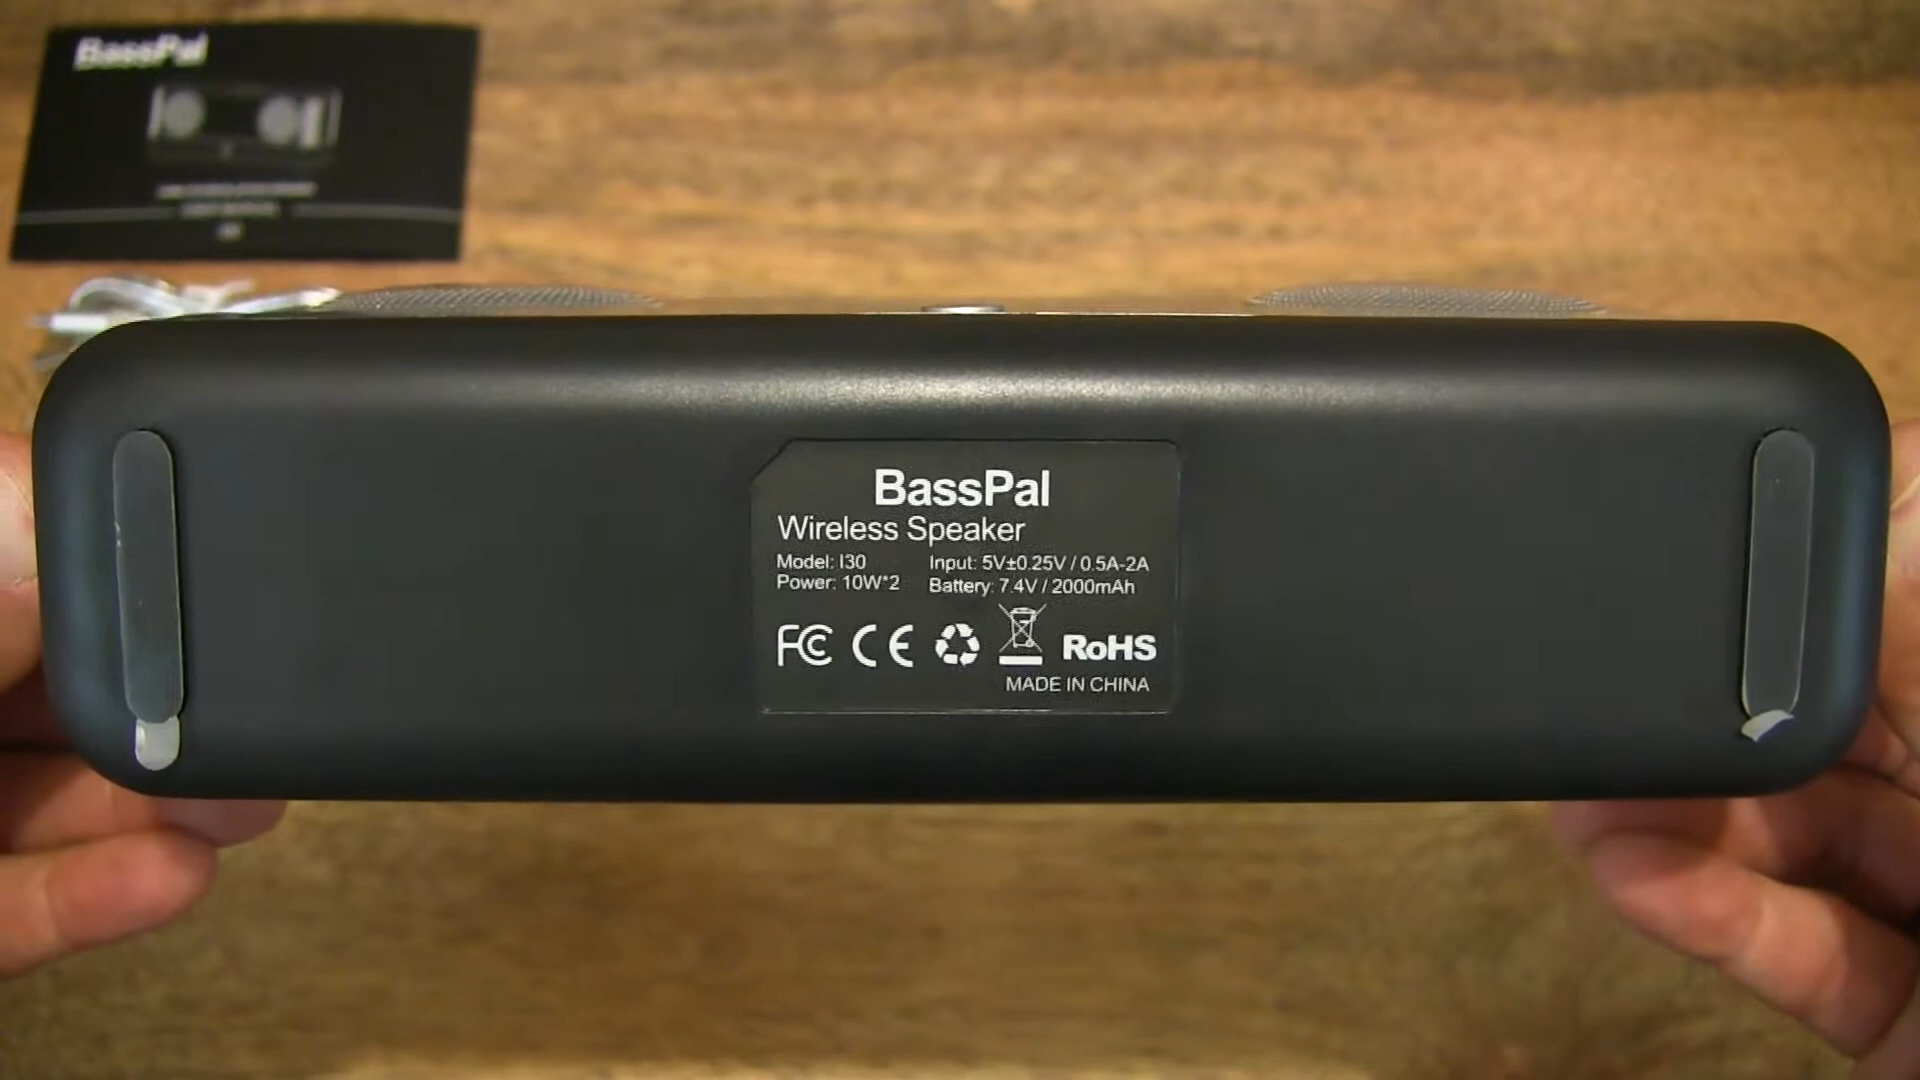 BassPal
BassPal
Wireless Speaker
Model: I30 Input: 5V±0.25V / 0.5A-2A
Power: 10W*2 Battery: 7.4V / 2000mAh
FC CE RoHS
MADE IN CHINA